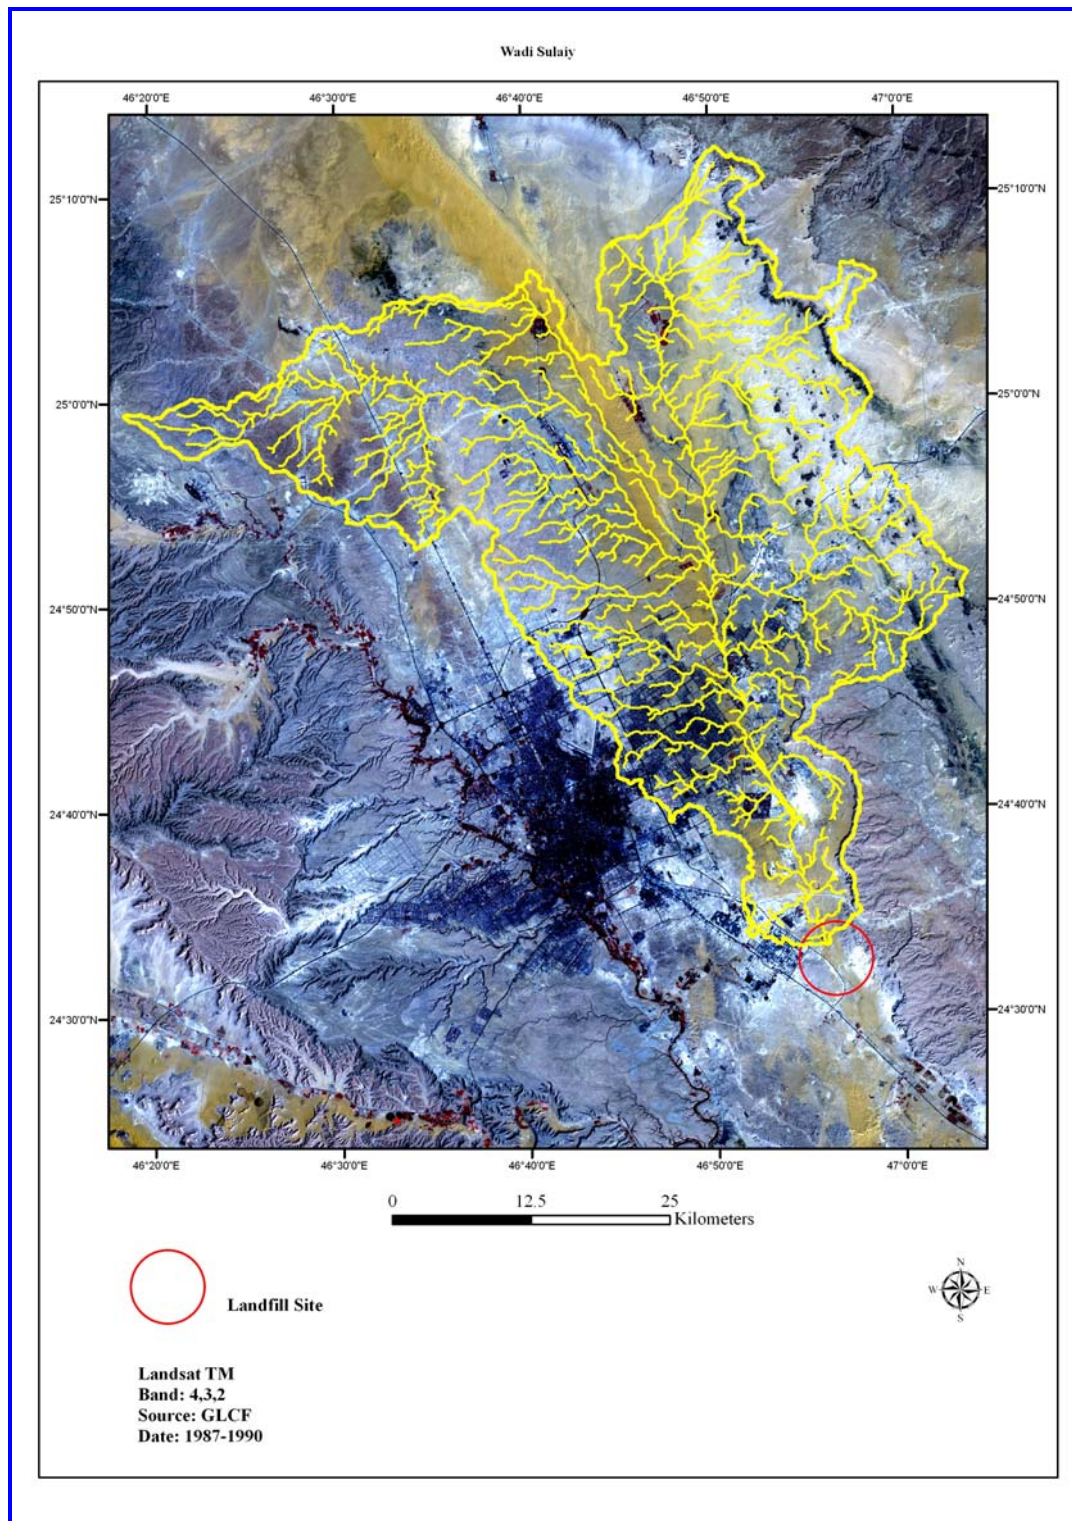 Wadi Sulaiy
46°20'0"E 46°30'0"E 46°40'0"E 46°50'0"E 47°0'0"E
25°10'0"N 25°10'0"N
25°0'0"N 25°0'0"N
24°50'0"N 24°50'0"N
24°40'0"N 24°40'0"N
24°30'0"N 24°30'0"N
46°20'0"E 46°30'0"E 46°40'0"E 46°50'0"E 47°0'0"E
0 12.5 25
Kilometers
Landfill Site
N
W E
S
Landsat TM
Band: 4,3,2
Source: GLCF
Date: 1987-1990